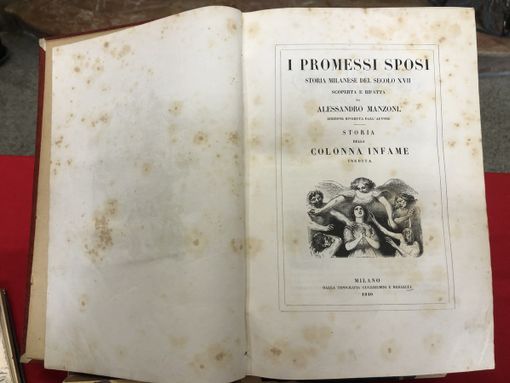 I PROMESSI SPOSI
STORIA MILANESE DEL SECOLO XVII
SCOPERTA E RIFATTA
DA
ALESSANDRO MANZONI.
EDIZIONE RIVEDUTA DALL'AUTORE
STORIA
DELLA
COLONNA INFAME
INEDITA.
MILANO
DALLA TIPOGRAFIA GUGLIELMINI E REDAELLI
1840